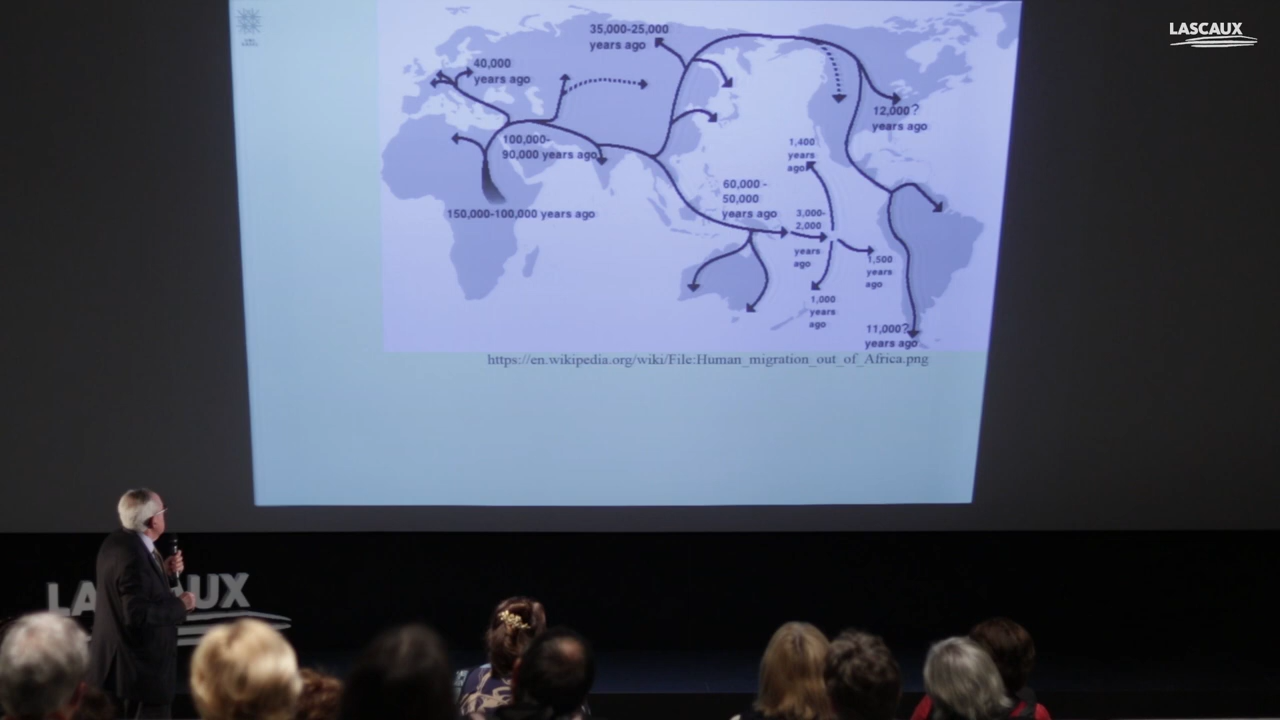 LASCAUX
35,000-25,000
years ago
40,000
years ago
12,000?
years ago
100,000-
90,000 years ago
1,400
years
ago
60,000 -
50,000
years ago
150,000-100,000 years ago
3,000-
2,000
years
ago
1,500
years
ago
1,000
years
ago
11,000?
years ago
https://en.wikipedia.org/wiki/File:Human_migration_out_of_Africa.png
LA
AUX